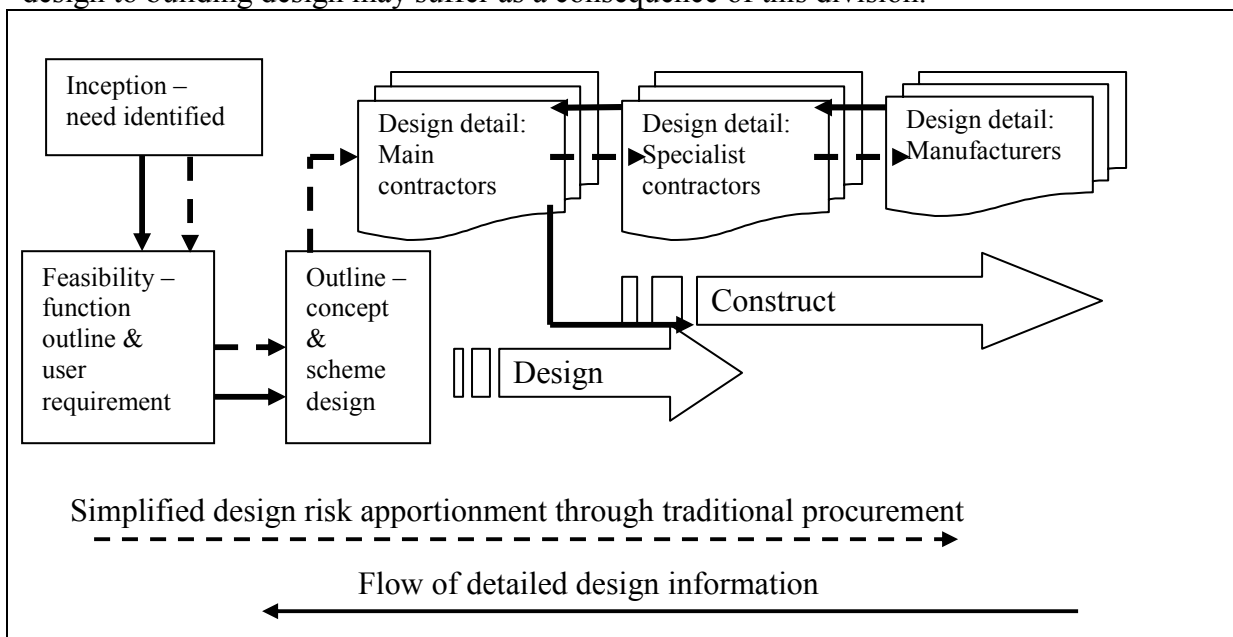 design to building design may suffer as a consequence of this division.
Inception –
need identified
Feasibility –
function
outline &
user
requirement
Outline –
concept
&
scheme
design
Design detail:
Main
contractors
Design detail:
Specialist
contractors
Design detail:
Manufacturers
Construct
Design
Simplified design risk apportionment through traditional procurement
Flow of detailed design information